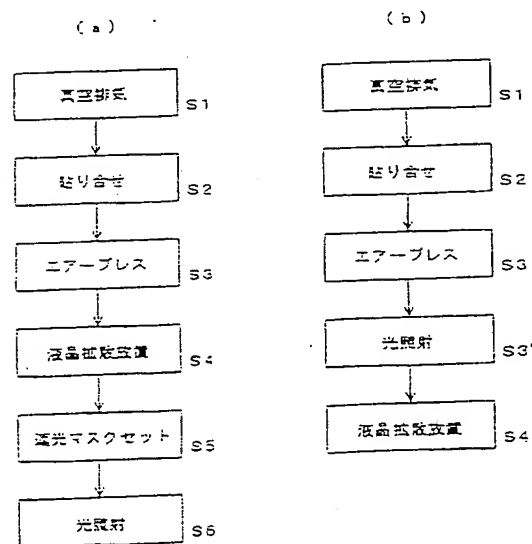 (a)
真空排気
S1
貼り合せ
S2
エアープレス
S3
液晶拡散放置
S4
遮光マスクセット
S5
光照射
S6
(b)
真空排気
S1
貼り合せ
S2
エアープレス
S3
光照射
S3'
液晶拡散放置
S4